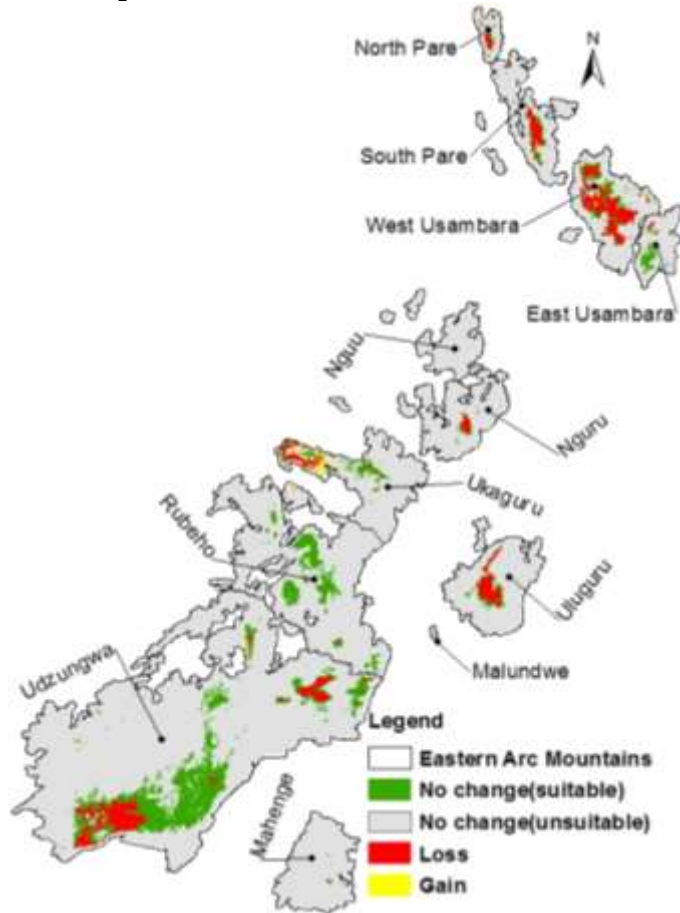 North Pare
N
South Pare
West Usambara
East Usambara
Nguu
Nguru
Ukaguru
Rubeho
Uluguru
Malundwe
Udzungwa
Mahenge
Legend
Eastern Arc Mountains
No change(suitable)
No change(unsuitable)
Loss
Gain